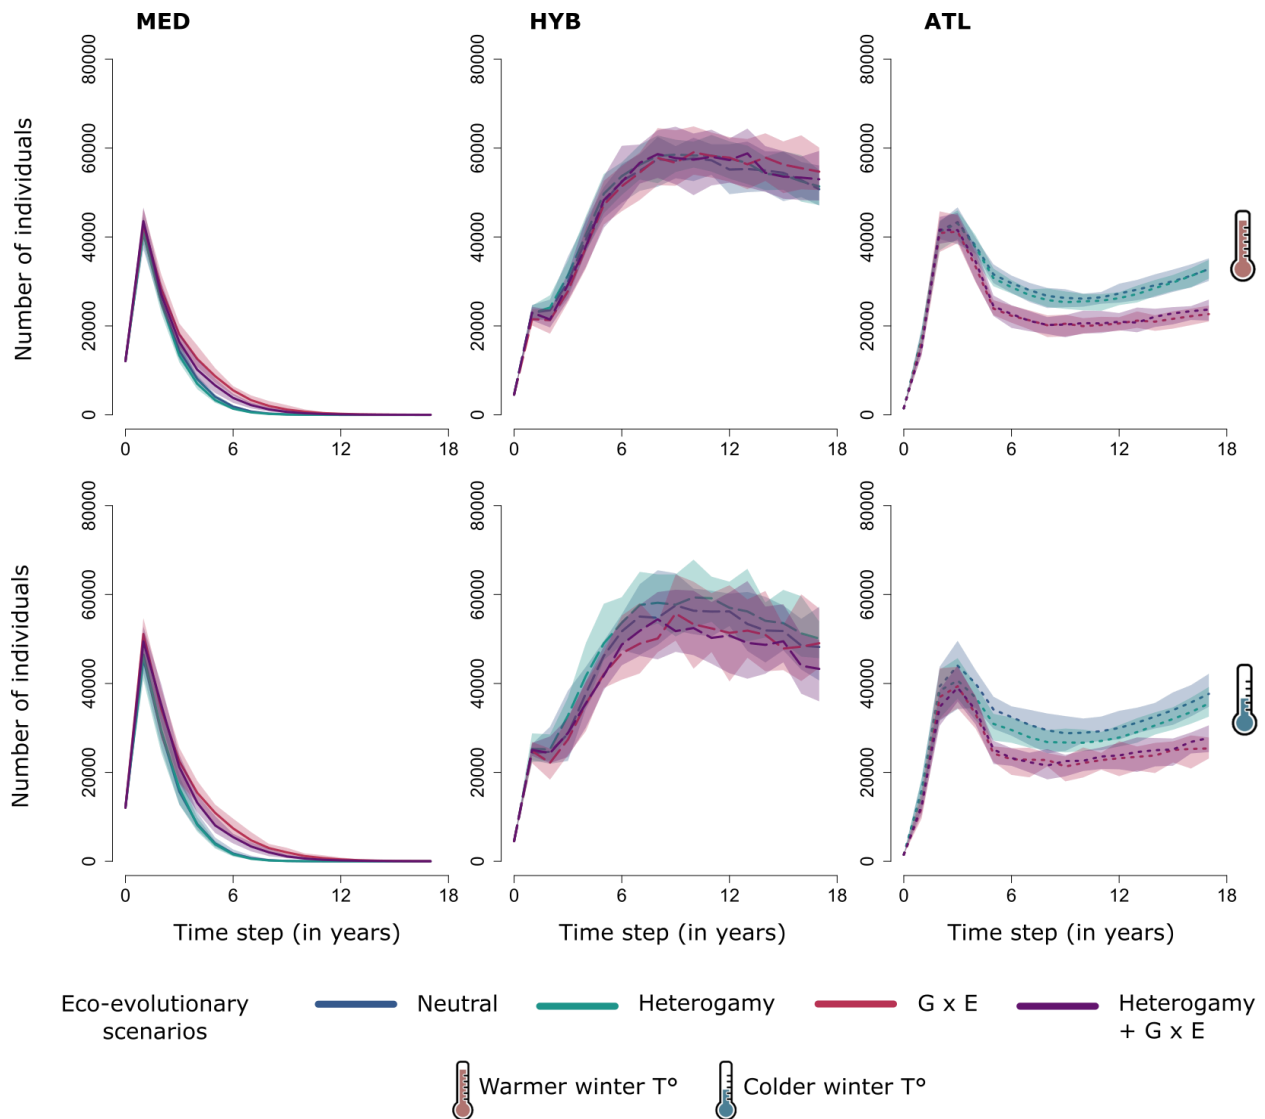 MED
HYB
ATL
Number of individuals
80000
60000
40000
20000
0
80000
60000
40000
20000
0
80000
60000
40000
20000
0
0 6 12 18
0 6 12 18
0 6 12 18
Number of individuals
80000
60000
40000
20000
0
80000
60000
40000
20000
0
80000
60000
40000
20000
0
0 6 12 18
0 6 12 18
0 6 12 18
Time step (in years)
Time step (in years)
Time step (in years)
Eco-evolutionary
scenarios
Neutral
Heterogamy
G x E
Heterogamy
+ G x E
Warmer winter T°
Colder winter T°